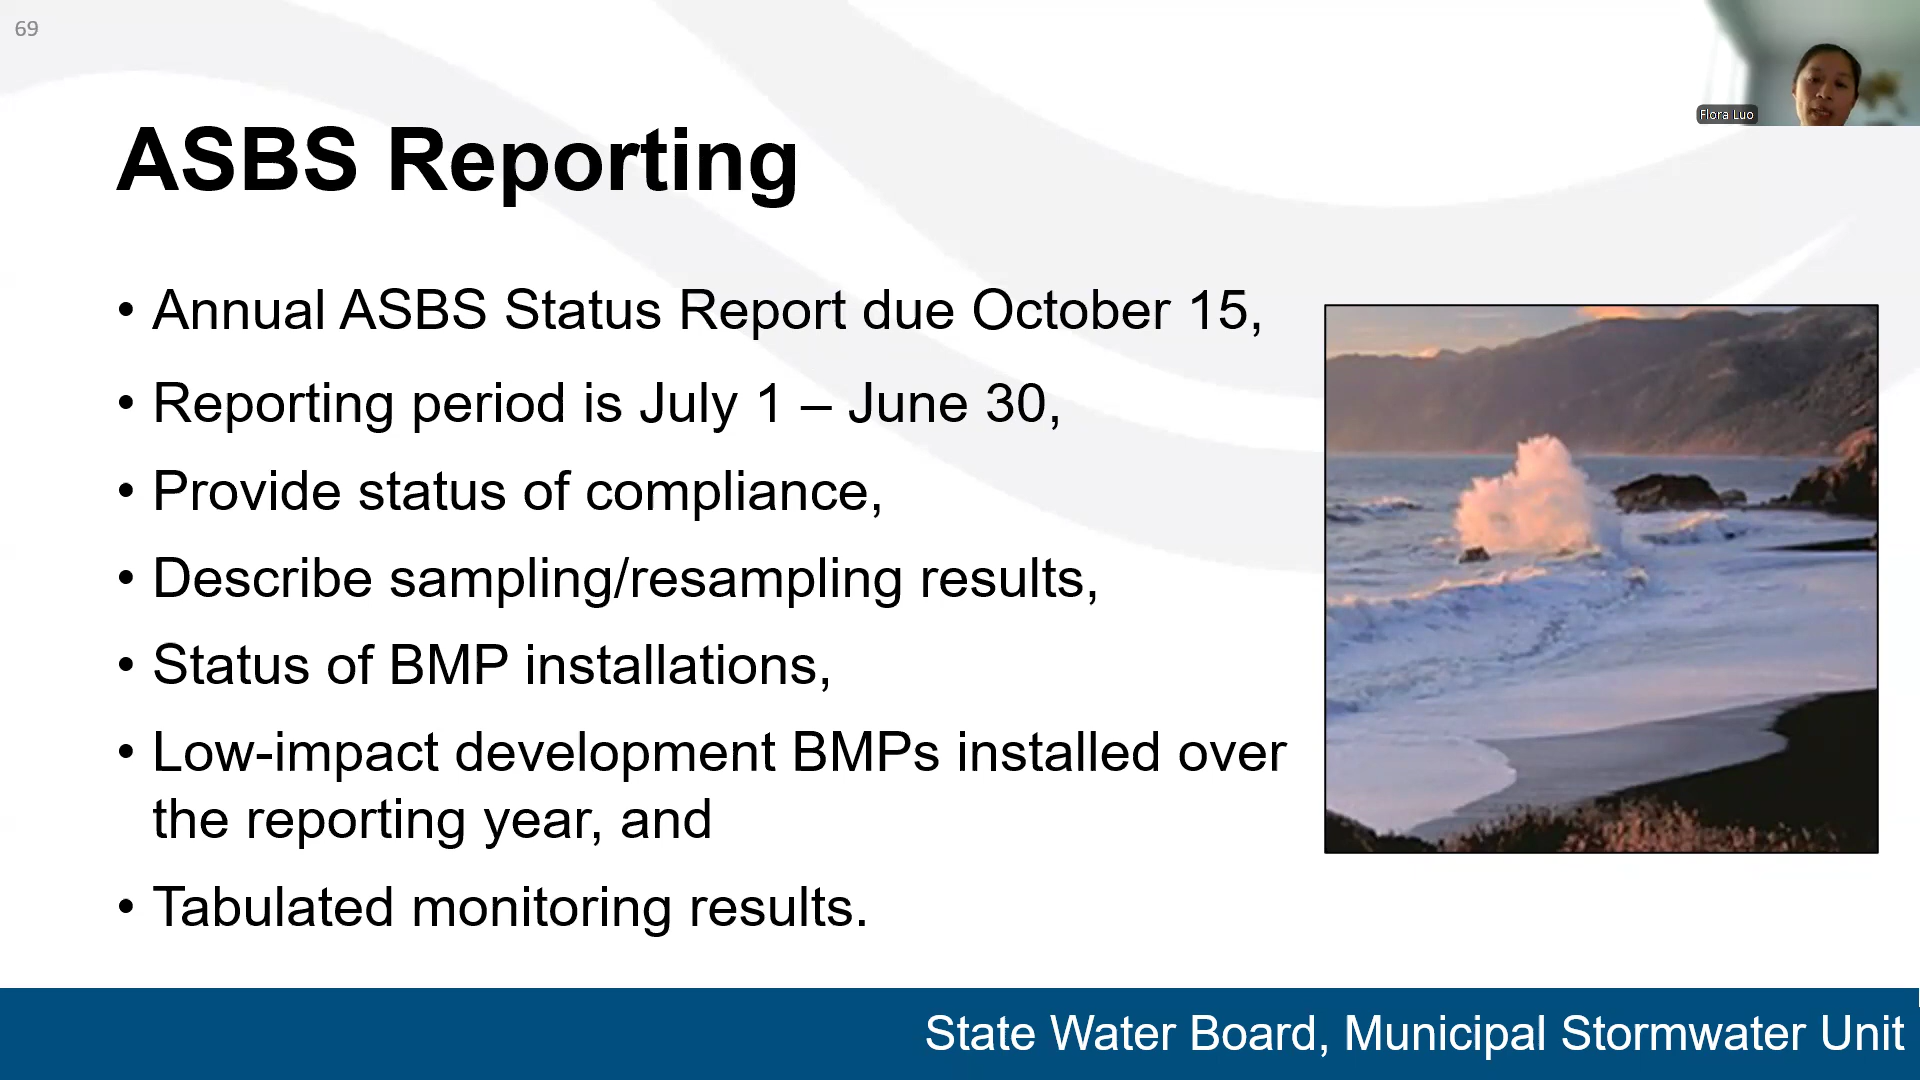 69
Flora Luo
ASBS Reporting
• Annual ASBS Status Report due October 15,
• Reporting period is July 1 – June 30,
• Provide status of compliance,
• Describe sampling/resampling results,
• Status of BMP installations,
• Low-impact development BMPs installed over
the reporting year, and
• Tabulated monitoring results.
State Water Board, Municipal Stormwater Unit